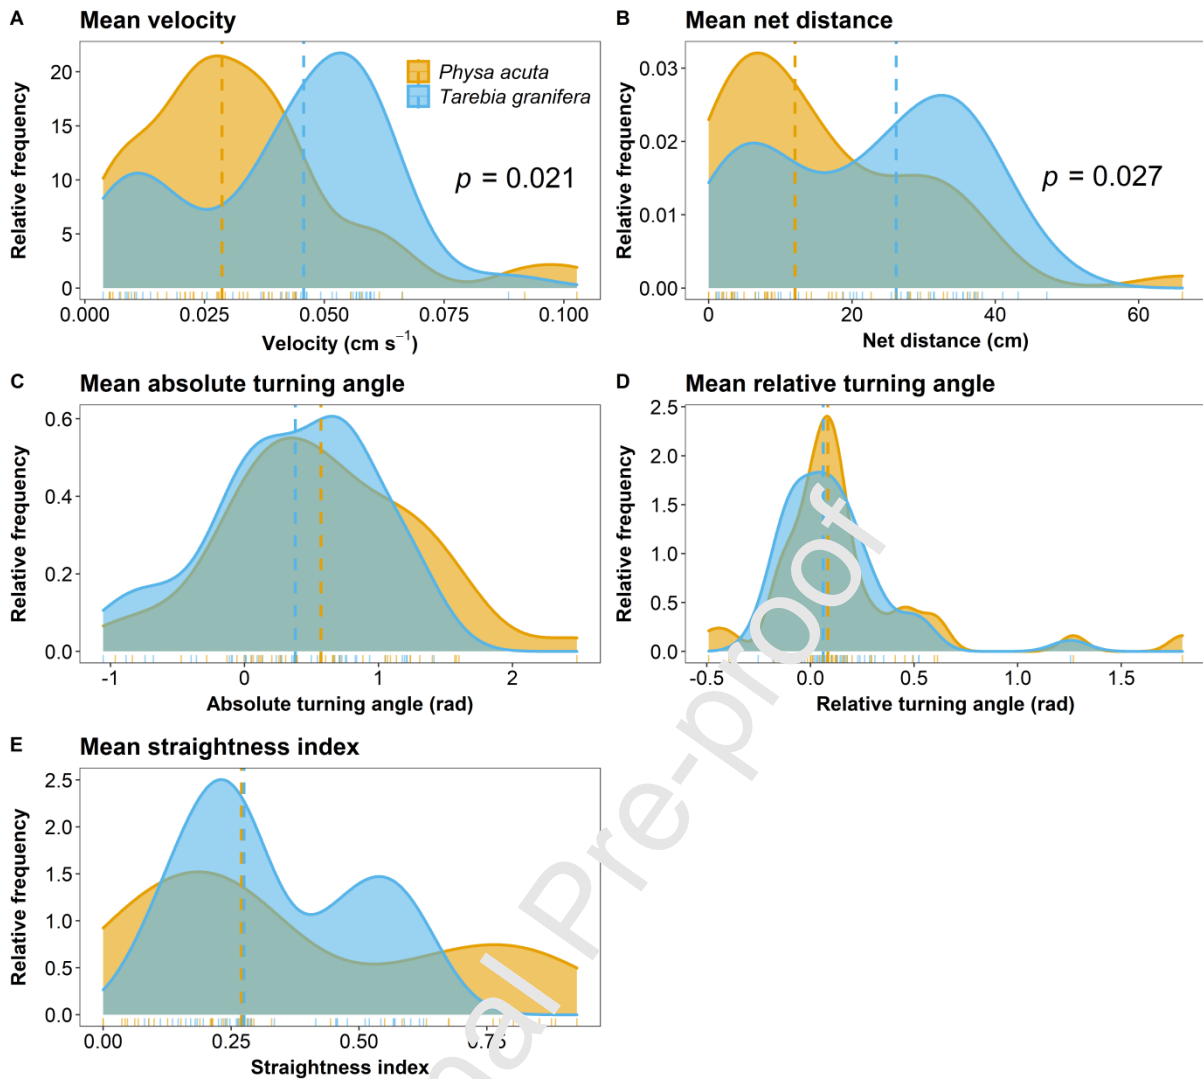 A Mean velocity
Relative frequency
20
15
10
5
0
Physa acuta
Tarebia granifera
p = 0.021
0.000 0.025 0.050 0.075 0.100
Velocity (cm s−1)
B Mean net distance
Relative frequency
0.03
0.02
0.01
0.00
p = 0.027
0 20 40 60
Net distance (cm)
C Mean absolute turning angle
Relative frequency
0.6
0.4
0.2
0.0
-1 0 1 2
Absolute turning angle (rad)
D Mean relative turning angle
Relative frequency
2.5
2.0
1.5
1.0
0.5
0.0
-0.5 0.0 0.5 1.0 1.5
Relative turning angle (rad)
E Mean straightness index
Relative frequency
2.5
2.0
1.5
1.0
0.5
0.0
0.00 0.25 0.50 0.75
Straightness index
nal Pre-proof